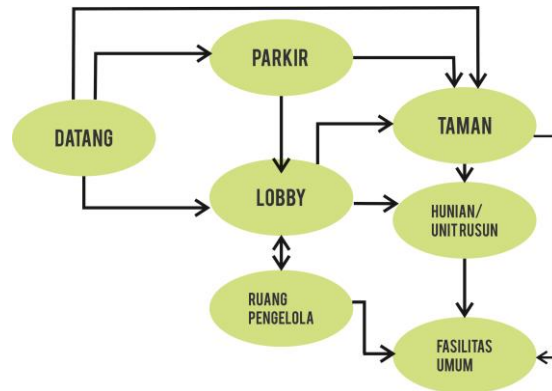 PARKIR
DATANG
TAMAN
LOBBY
HUNIAN/
UNIT RUSUN
RUANG
PENGELOLA
FASILITAS
UMUM